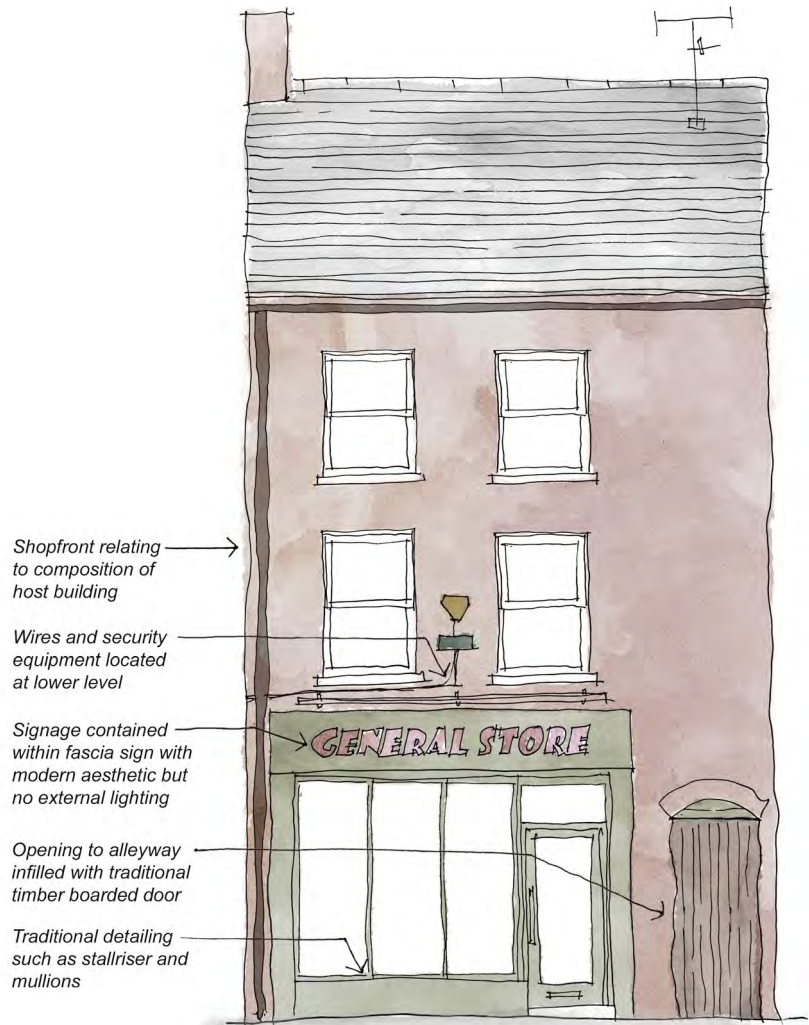 Shopfront relating
to composition of
host building
Wires and security
equipment located
at lower level
Signage contained
within fascia sign with
modern aesthetic but
no external lighting
Opening to alleyway
infilled with traditional
timber boarded door
Traditional detailing
such as stallriser and
mullions
GENERAL STORE